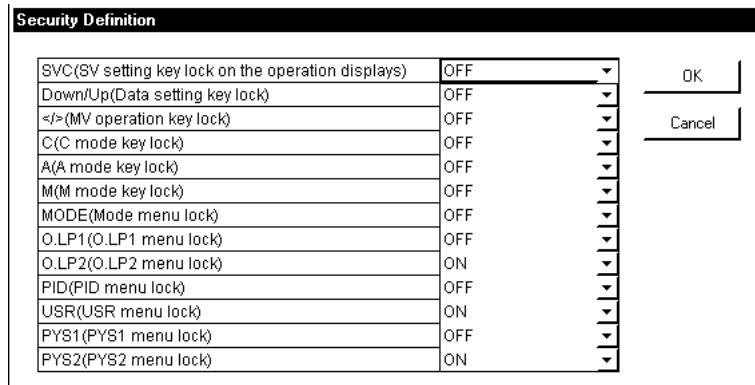 Security Definition
SVC(SV setting key lock on the operation displays) OFF
OK
Down/Up(Data setting key lock) OFF
</>(MV operation key lock) OFF
Cancel
C(C mode key lock) OFF
A(A mode key lock) OFF
M(M mode key lock) OFF
MODE(Mode menu lock) OFF
O.LP1(O.LP1 menu lock) OFF
O.LP2(O.LP2 menu lock) ON
PID(PID menu lock) OFF
USR(USR menu lock) ON
PYS1(PYS1 menu lock) OFF
PYS2(PYS2 menu lock) ON